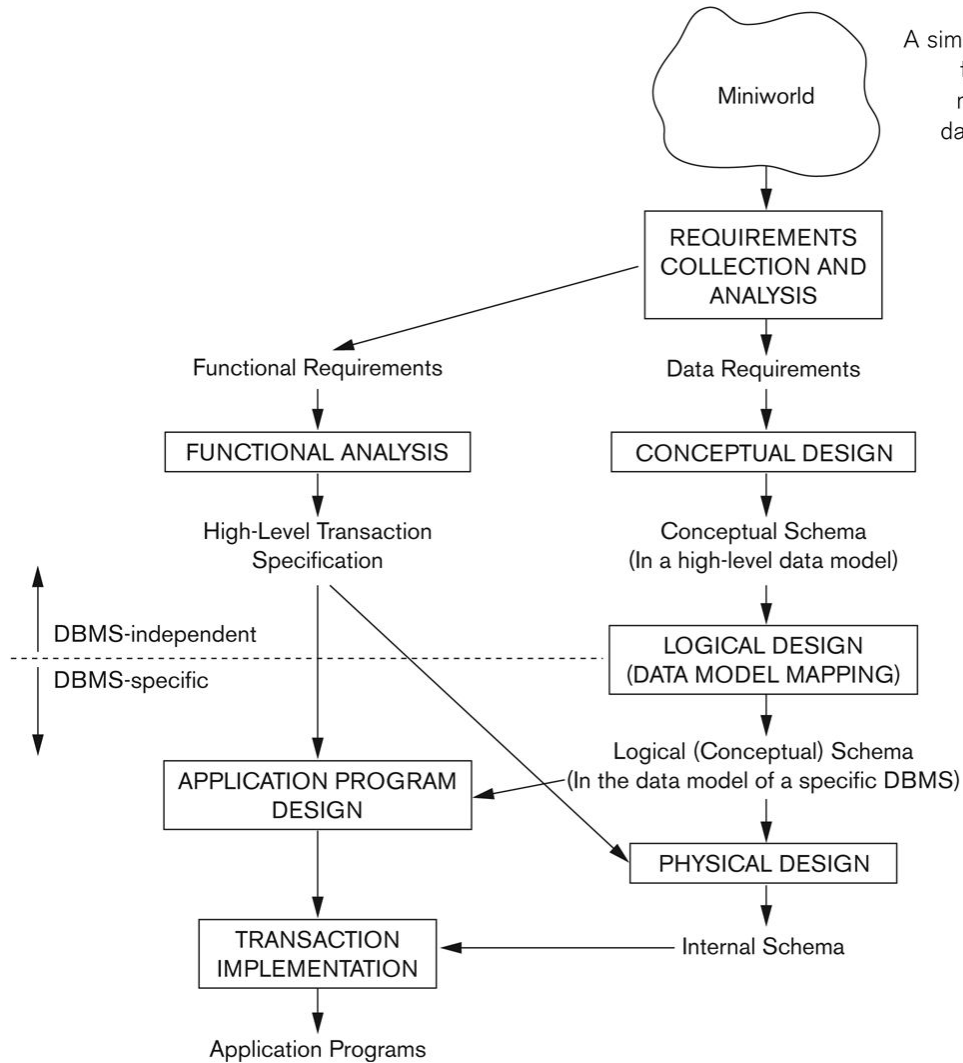 Miniworld
A sim
REQUIREMENTS
COLLECTION AND
ANALYSIS
Functional Requirements
Data Requirements
FUNCTIONAL ANALYSIS
CONCEPTUAL DESIGN
High-Level Transaction
Specification
Conceptual Schema
(In a high-level data model)
DBMS-independent
DBMS-specific
LOGICAL DESIGN
(DATA MODEL MAPPING)
Logical (Conceptual) Schema
(In the data model of a specific DBMS)
APPLICATION PROGRAM
DESIGN
PHYSICAL DESIGN
TRANSACTION
IMPLEMENTATION
Internal Schema
Application Programs